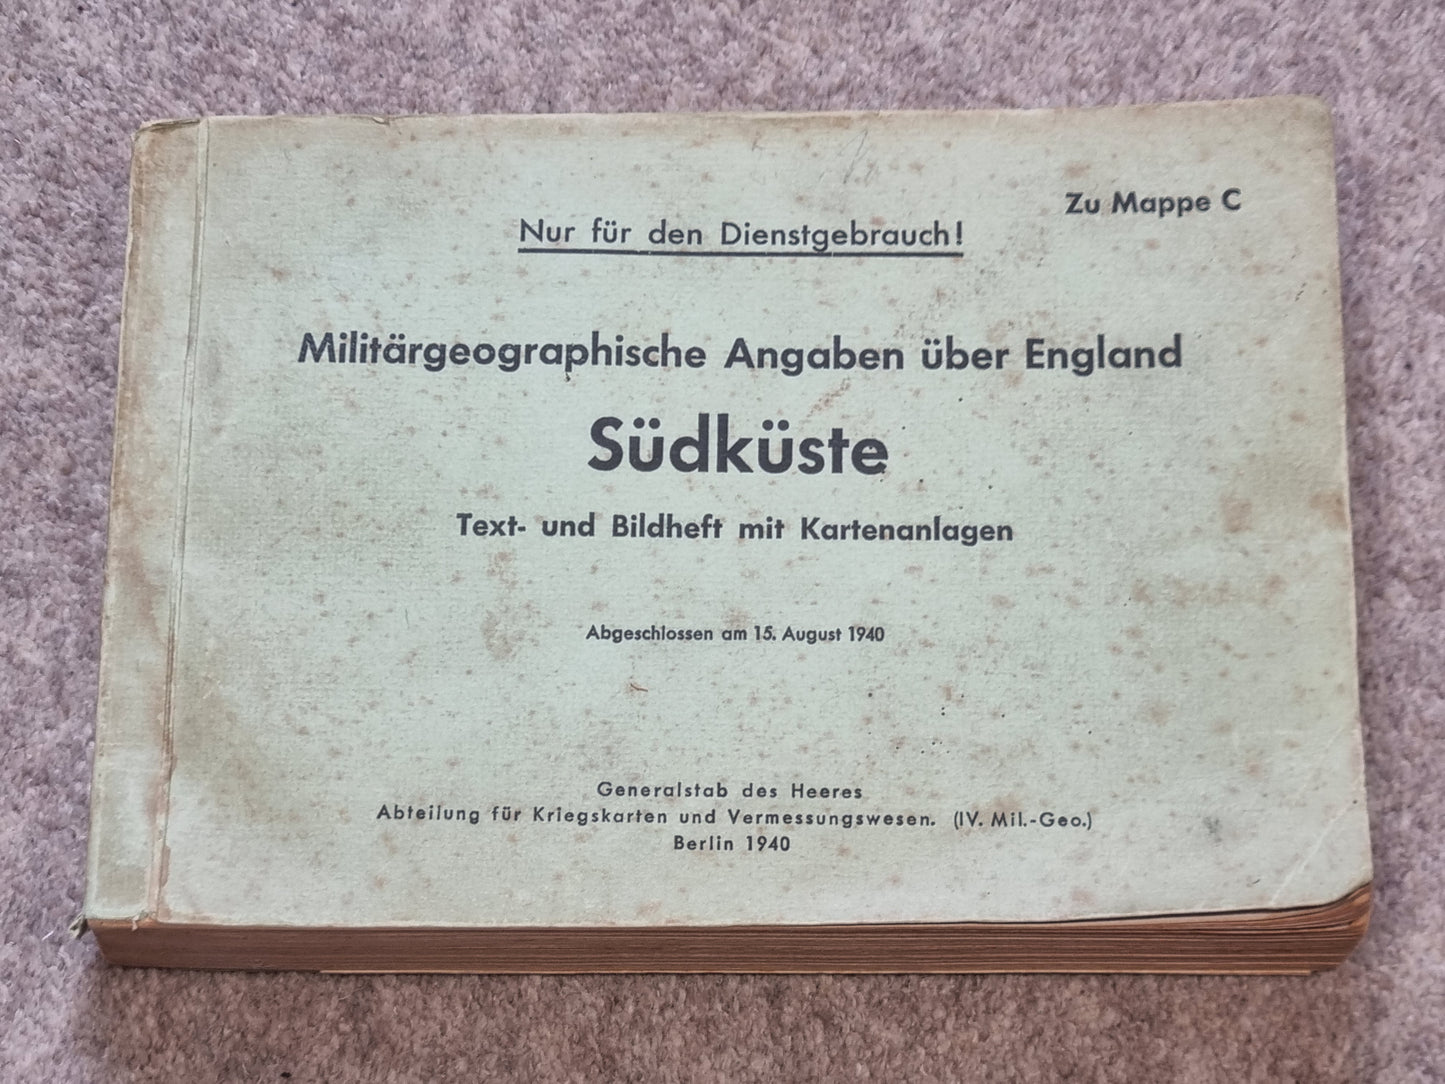 Zu Mappe C
Nur für den Dienstgebrauch!
Militärgeographische Angaben über England
Südküste
Text- und Bildheft mit Kartenanlagen
Abgeschlossen am 15. August 1940
Generalstab des Heeres
Abteilung für Kriegskarten und Vermessungswesen. (IV. Mil.-Geo.)
Berlin 1940